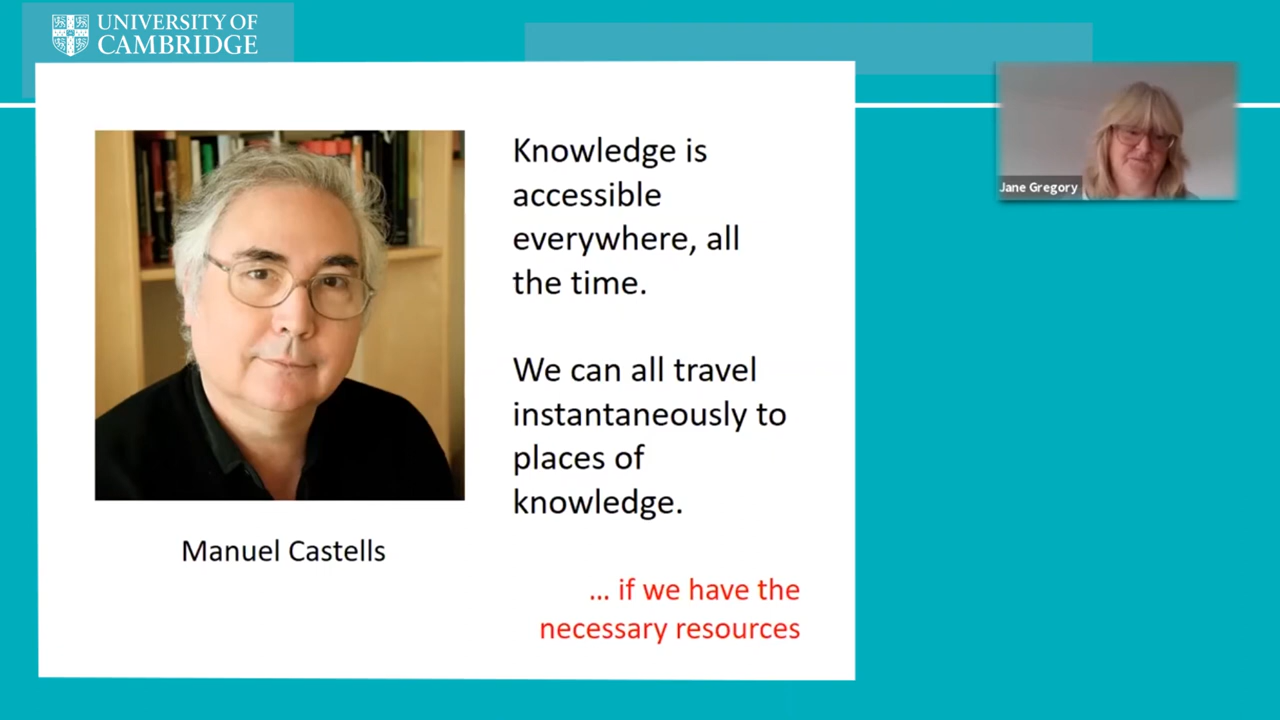 UNIVERSITY OF
CAMBRIDGE
Knowledge is
accessible
everywhere, all
the time.
We can all travel
instantaneously to
places of
knowledge.
Manuel Castells
... if we have the
necessary resources
Jane Gregory